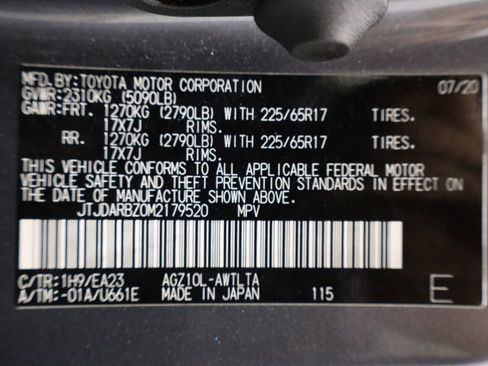 MFD.BY:TOYOTA MOTOR CORPORATION 07/20
GVWR:2310KG (5090LB)
GAWR:FRT. 1270KG (2790LB) WITH 225/65R17 TIRES.
17X7J RIMS.
RR. 1270KG (2790LB) WITH 225/65R17 TIRES.
17X7J RIMS.
THIS VEHICLE CONFORMS TO ALL APPLICABLE FEDERAL MOTOR
VEHICLE SAFETY AND THEFT PREVENTION STANDARDS IN EFFECT ON
THE DATE OF MANUFACTURE SHOWN ABOVE.
JTJDARBZ0M2179520 MPV
C/TR:1H9/EA23 AGZ10L-AWTLTA
A/TM:-01A/U661E MADE IN JAPAN 115 E